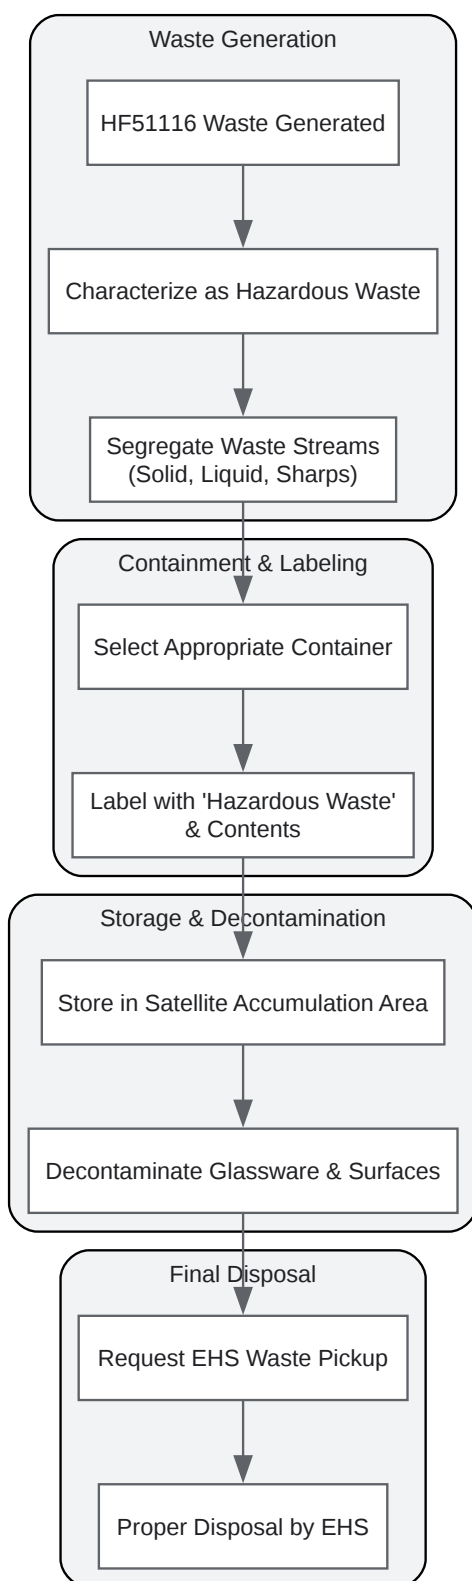 Waste Generation
HF51116 Waste Generated
Characterize as Hazardous Waste
Segregate Waste Streams
(Solid, Liquid, Sharps)
Containment & Labeling
Select Appropriate Container
Label with 'Hazardous Waste'
& Contents
Storage & Decontamination
Store in Satellite Accumulation Area
Decontaminate Glassware & Surfaces
Final Disposal
Request EHS Waste Pickup
Proper Disposal by EHS